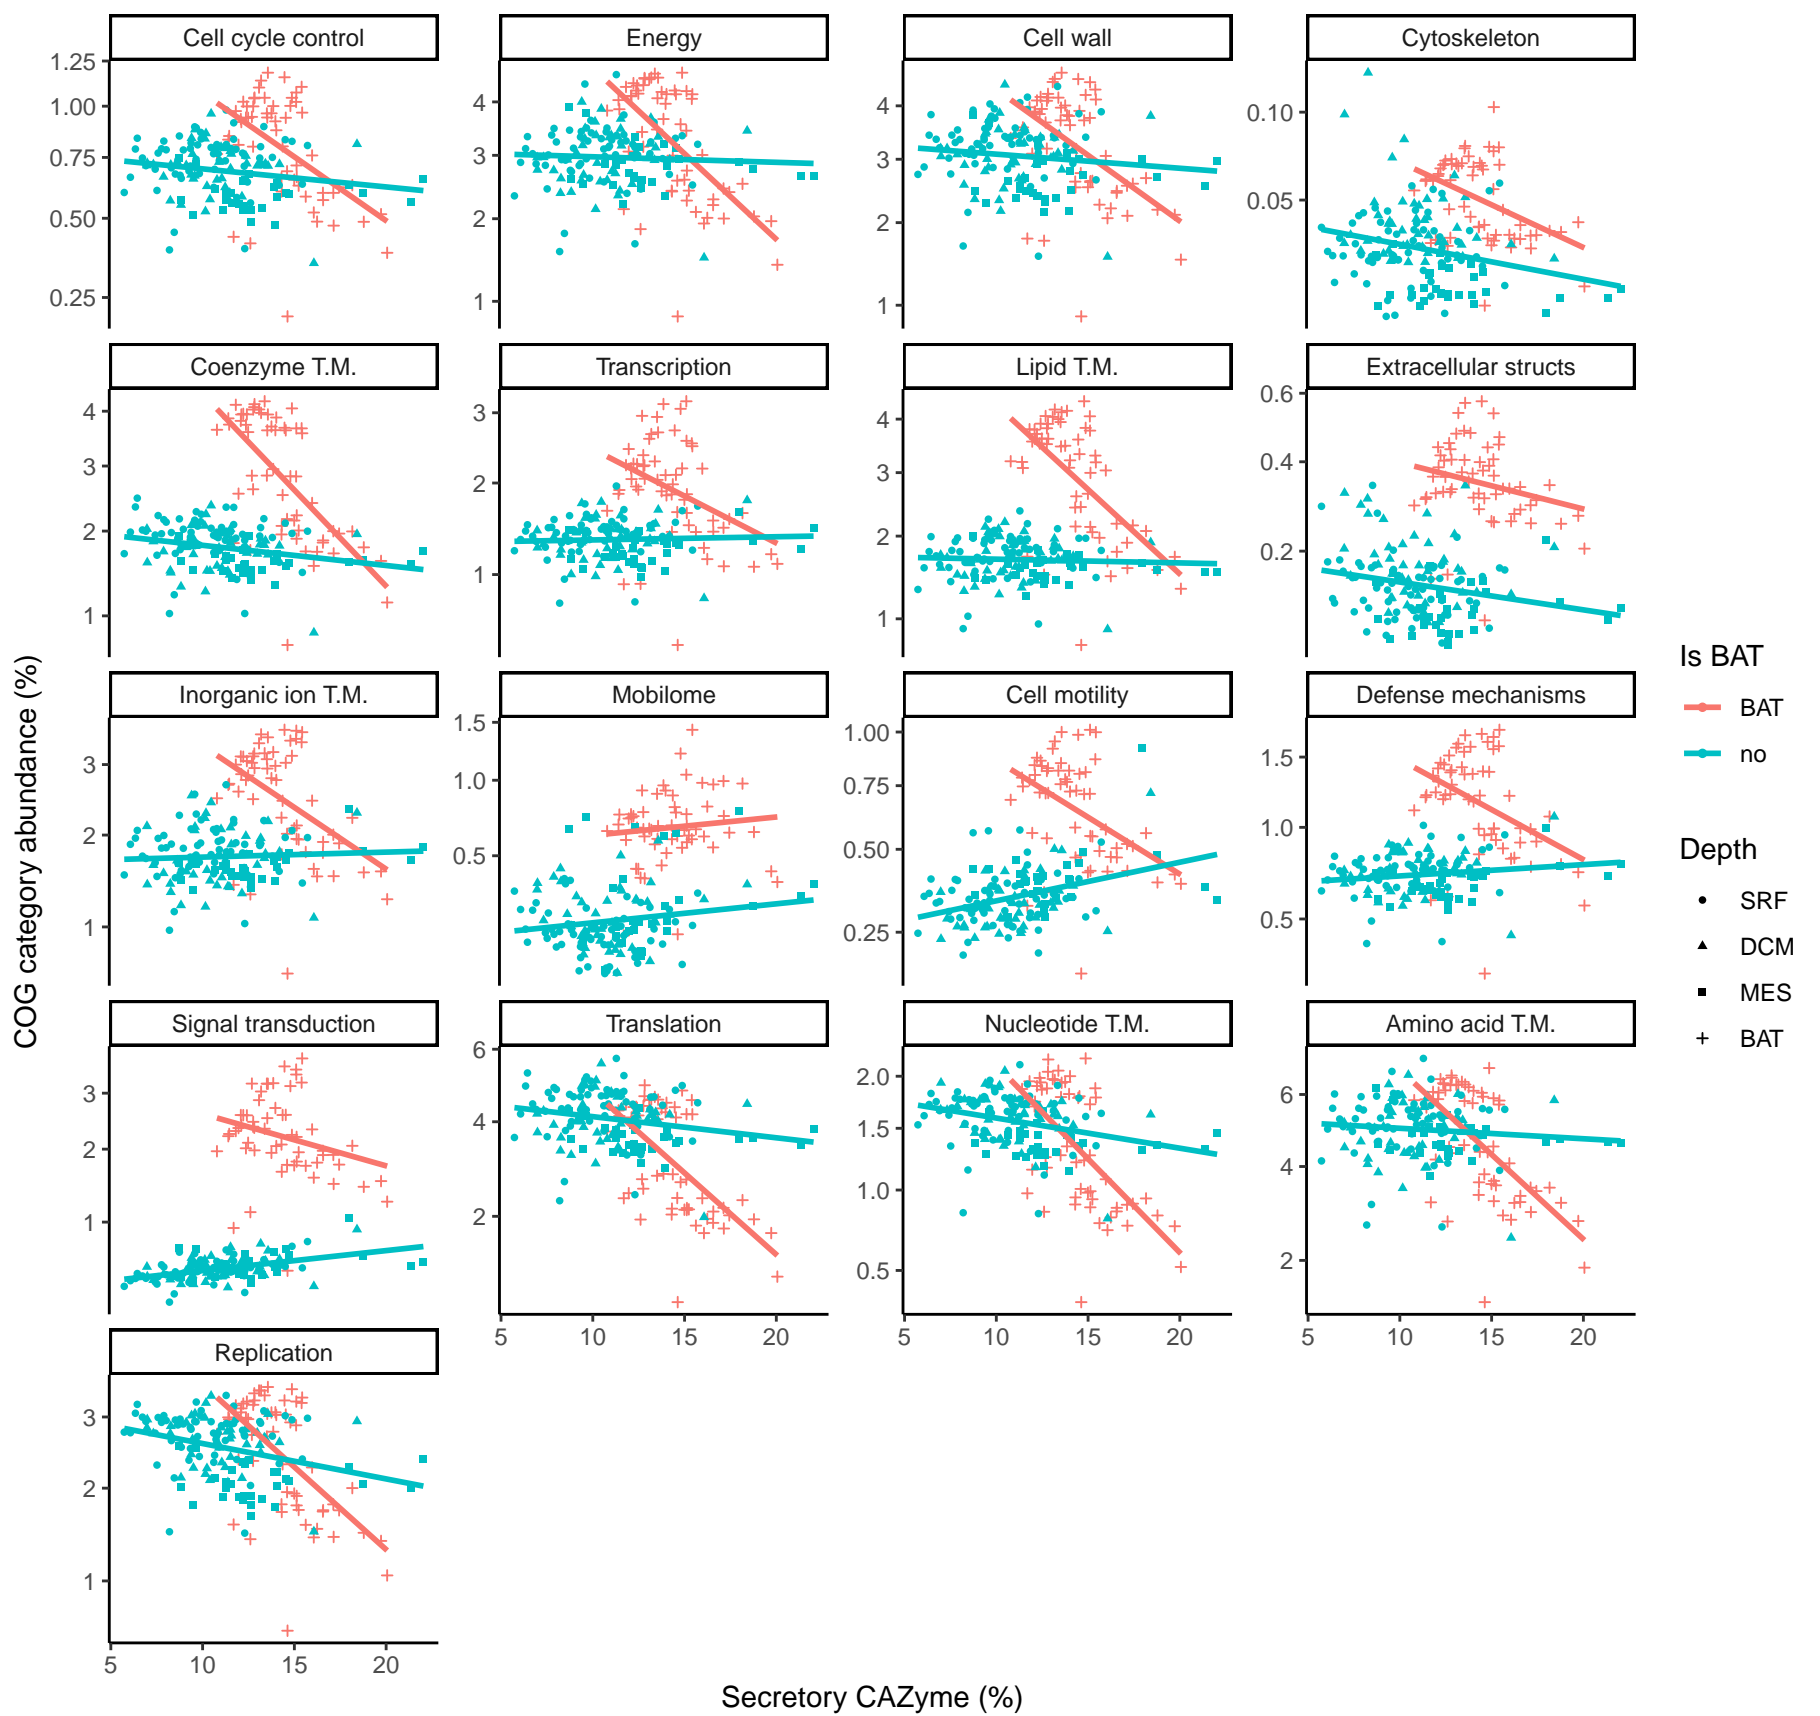 Cell cycle control
Energy
Cell wall
Cytoskeleton
1.25
1.00
0.75
0.50
0.25
4
3
2
1
4
3
2
1
0.10
0.05
Coenzyme T.M.
Transcription
Lipid T.M.
Extracellular structs
4
3
2
1
3
2
1
4
3
2
1
0.6
0.4
0.2
Inorganic ion T.M.
Mobilome
Cell motility
Defense mechanisms
3
2
1
1.5
1.0
0.5
1.00
0.75
0.50
0.25
1.5
1.0
0.5
Signal transduction
Translation
Nucleotide T.M.
Amino acid T.M.
3
2
1
6
4
2
2.0
1.5
1.0
0.5
6
4
2
5 10 15 20
5 10 15 20
5 10 15 20
Replication
3
2
1
5 10 15 20
Secretory CAZyme (%)
COG category abundance (%)
Is BAT
BAT
no
Depth
SRF
DCM
MES
BAT